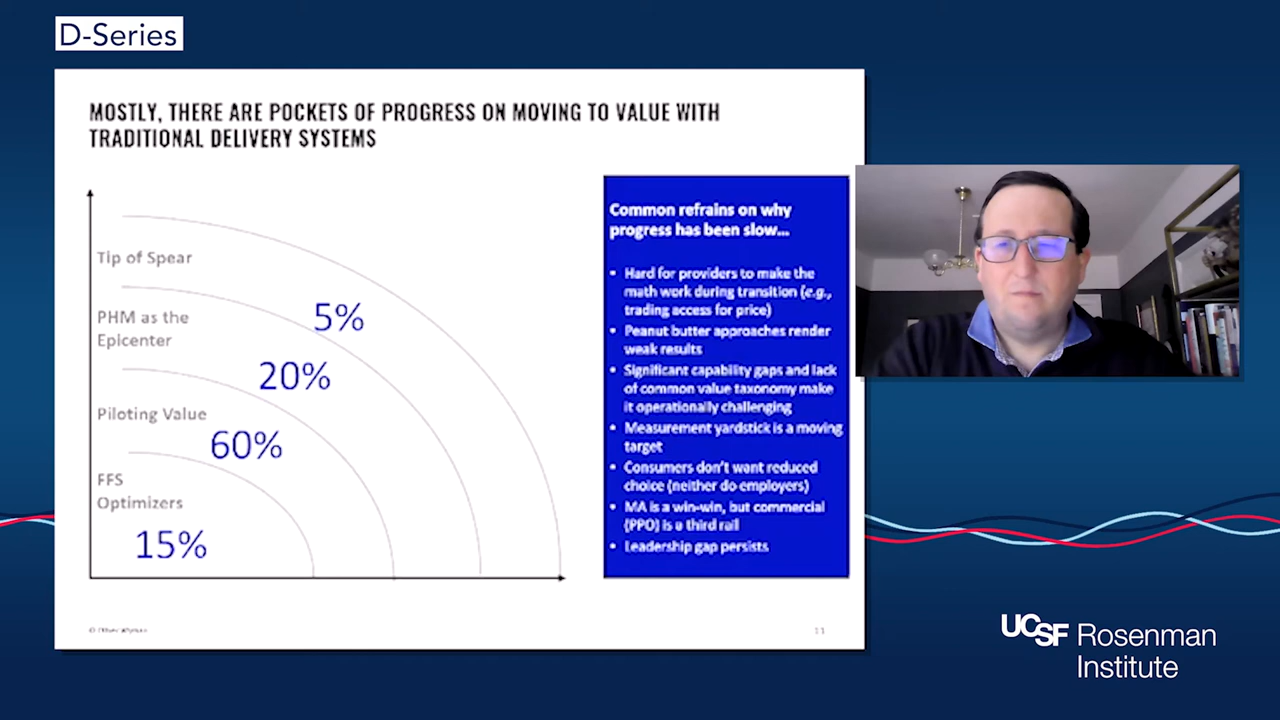 D-Series
MOSTLY, THERE ARE POCKETS OF PROGRESS ON MOVING TO VALUE WITH
TRADITIONAL DELIVERY SYSTEMS
Tip of Spear
5%
PHM as the
Epicenter
20%
Piloting Value
60%
FFS
Optimizers
15%
Common refrains on why
progress has been slow...
• Hard for providers to make the
math work during transition (e.g.,
trading access for price)
• Peanut butter approaches render
weak results
• Significant capability gaps and lack
of common value taxonomy make
it operationally challenging
• Measurement yardstick is a moving
target
• Consumers don't want reduced
choice (neither do employers)
• MA is a win-win, but commercial
(PPO) is a third rail
• Leadership gap persists
© Oliver Wyman
11
UCSF Rosenman
Institute